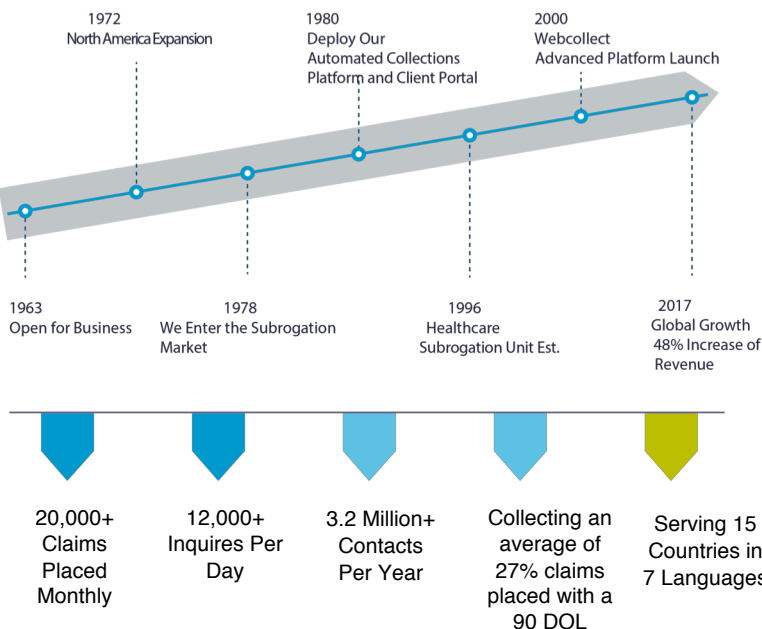 1972
North America Expansion
1980
Deploy Our
Automated Collections
Platform and Client Portal
2000
Webcollect
Advanced Platform Launch
1963
Open for Business
1978
We Enter the Subrogation
Market
1996
Healthcare
Subrogation Unit Est.
2017
Global Growth
48% Increase of
Revenue
20,000+
Claims
Placed
Monthly
12,000+
Inquires Per
Day
3.2 Million+
Contacts
Per Year
Collecting an
average of
27% claims
placed with a
90 DOL
Serving 15
Countries in
7 Languages